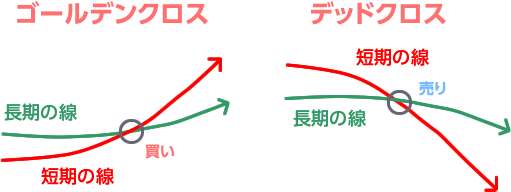 ゴールデンクロス
長期の線
買い
短期の線
デッドクロス
短期の線
売り
長期の線